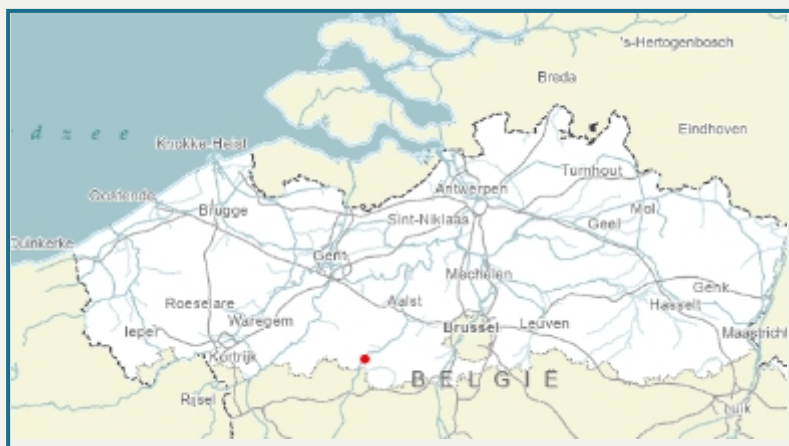 's-Hertogenbosch
Breda
Eindhoven
d z e e
Knokke-Heist
Turnhout
Antwerpen
Oostende
Brugge
Sint-Niklaas
Geel
Mol
Duinkerke
Gent
Mechelen
Genk
Roeselare
Aalst
Hasselt
Ieper
Waregem
Brussel
Leuven
Maastricht
Kortrijk
BELGIË
Rijsel
Luik